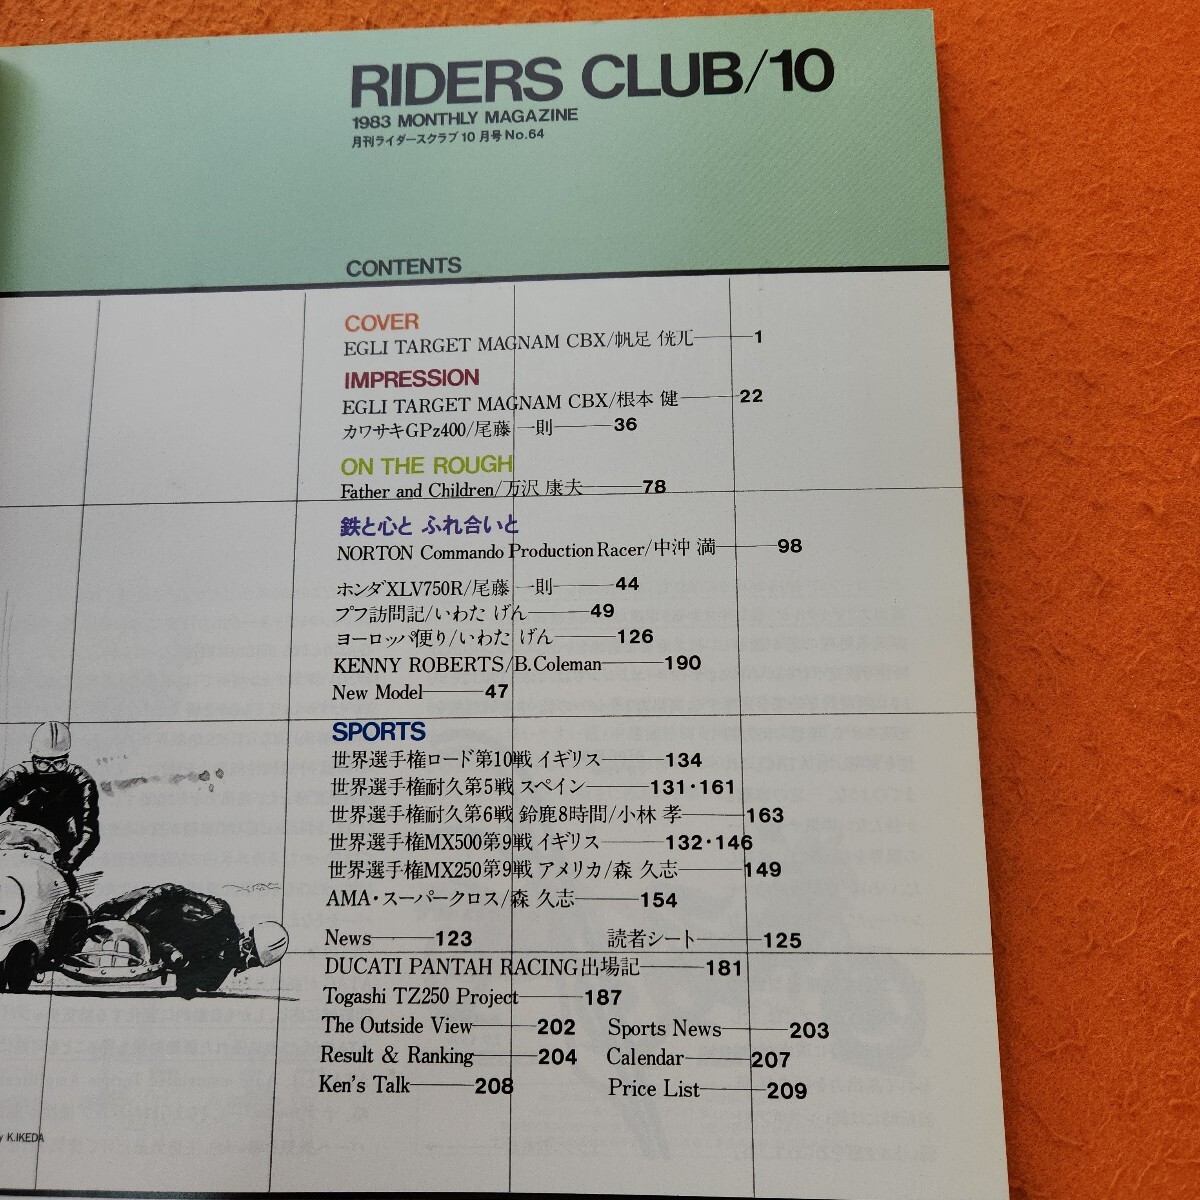 RIDERS CLUB/10
1983 MONTHLY MAGAZINE
月刊ライダースクラブ10月号No.64
CONTENTS
COVER
EGLI TARGET MAGNAM CBX/帆足 侊兀——1
IMPRESSION
EGLI TARGET MAGNAM CBX/根本 健——22
カワサキGPz400/尾藤 一則——36
ON THE ROUGH
Father and Children/万沢 康夫——78
鉄と心と ふれ合いと
NORTON Commando Production Racer/中沖 満——98
ホンダXLV750R/尾藤 一則——44
プフ訪問記/いわた げん——49
ヨーロッパ便り/いわた げん——126
KENNY ROBERTS/B.Coleman——190
New Model——47
SPORTS
世界選手権ロード第10戦 イギリス——134
世界選手権耐久第5戦 スペイン——131・161
世界選手権耐久第6戦 鈴鹿8時間/小林 孝——163
世界選手権MX500第9戦 イギリス——132・146
世界選手権MX250第9戦 アメリカ/森 久志——149
AMA・スーパークロス/森 久志——154
News——123 読者シート——125
DUCATI PANTAH RACING出場記——181
Togashi TZ250 Project——187
The Outside View——202 Sports News——203
Result & Ranking——204 Calendar——207
Ken's Talk——208 Price List——209
y K.IKEDA